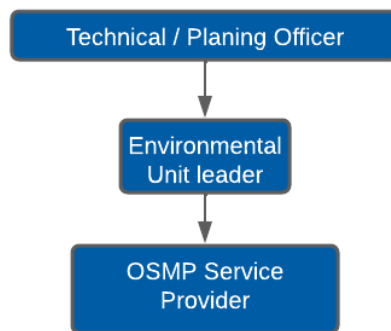 Technical / Planing Officer
Environmental
Unit leader
OSMP Service
Provider